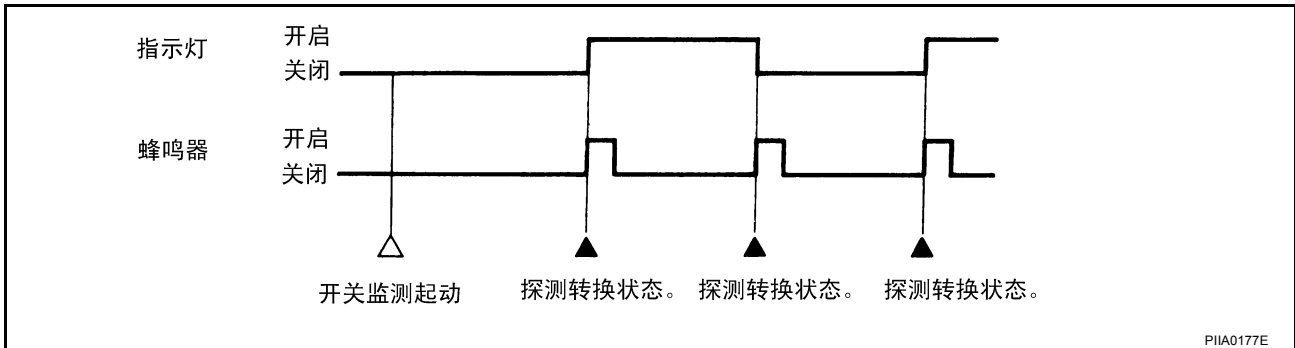 指示灯
开启
关闭
蜂鸣器
开启
关闭
开关监测起动
探测转换状态。
探测转换状态。
探测转换状态。
PIIA0177E